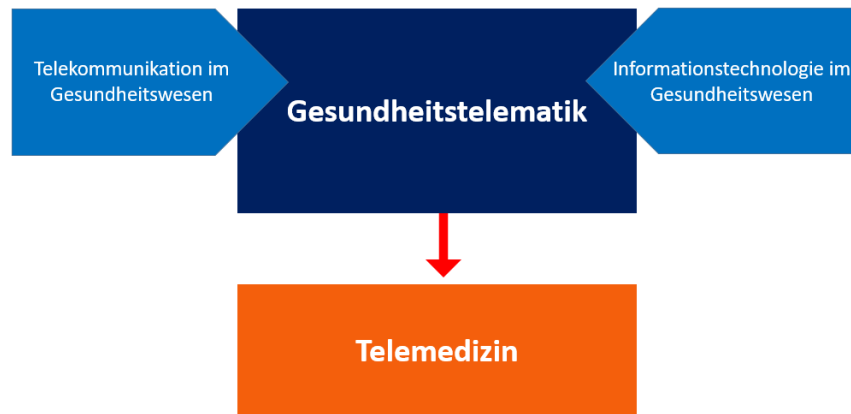 Telekommunikation im
Gesundheitswesen
Gesundheitstelematik
Informationstechnologie im
Gesundheitswesen
Telemedizin